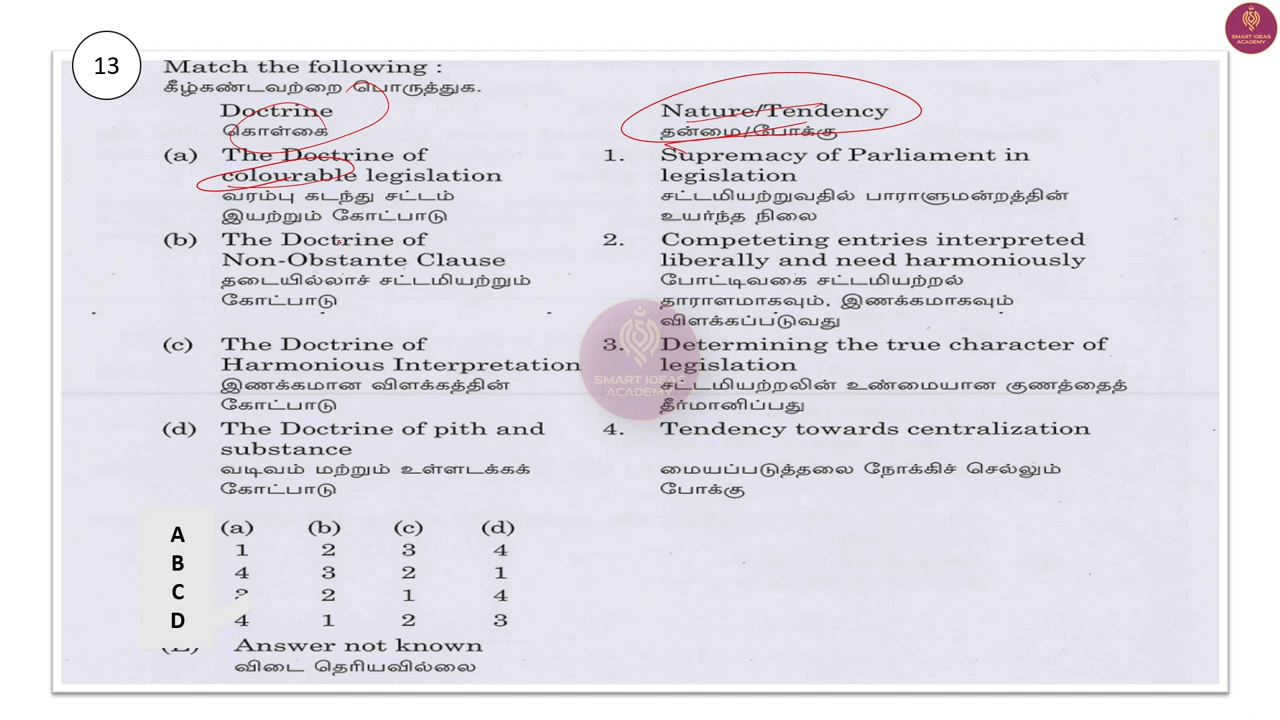 SMART IDEAS
ACADEMY
13
Match the following :
கீழ்கண்டவற்றை பொருத்துக.
Doctrine Nature/Tendency
கொள்கை தன்மை/போக்கு
(a) The Doctrine of 1. Supremacy of Parliament in
colourable legislation legislation
வரம்பு கடந்து சட்டம் சட்டமியற்றுவதில் பாராளுமன்றத்தின்
இயற்றும் கோட்பாடு உயர்ந்த நிலை
(b) The Doctrine of 2. Competeting entries interpreted
Non-Obstante Clause liberally and need harmoniously
தடையில்லாச் சட்டமியற்றும் போட்டிவகை சட்டமியற்றல்
கோட்பாடு தாராளமாகவும், இணக்கமாகவும்
விளக்கப்படுவது
(c) The Doctrine of 3. Determining the true character of
Harmonious Interpretation legislation
இணக்கமான விளக்கத்தின் சட்டமியற்றலின் உண்மையான குணத்தைத்
கோட்பாடு தீர்மானிப்பது
(d) The Doctrine of pith and 4. Tendency towards centralization
substance
வடிவம் மற்றும் உள்ளடக்கக் மையப்படுத்தலை நோக்கிச் செல்லும்
கோட்பாடு போக்கு
SMART IDEAS
ACADEMY
(a) (b) (c) (d)
A 1 2 3 4
B 4 3 2 1
C 2 1 4
D 4 1 2 3
Answer not known
விடை தெரியவில்லை